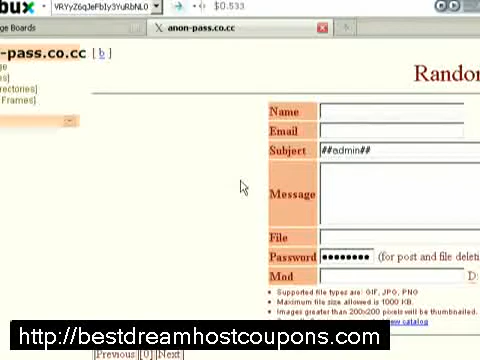 bux VRYyZ6qJeFbIy3YuRbNL0 $0.533
ge Boards
anon-pass.co.cc
-pass.co.cc [ b ]
ge
es]
rectories]
Frames]
Random
Name
Email
Subject ##admin##
Message
File
Password ●●●●●●●● (for post and file deleti
Mod D:
Supported file types are: GIF, JPG, PNG
Maximum file size allowed is 1000 KB.
Images greater than 200x200 pixels will be thumbnailed.
ew catalog
http://bestdreamhostcoupons.com
[Previous][0][Next]